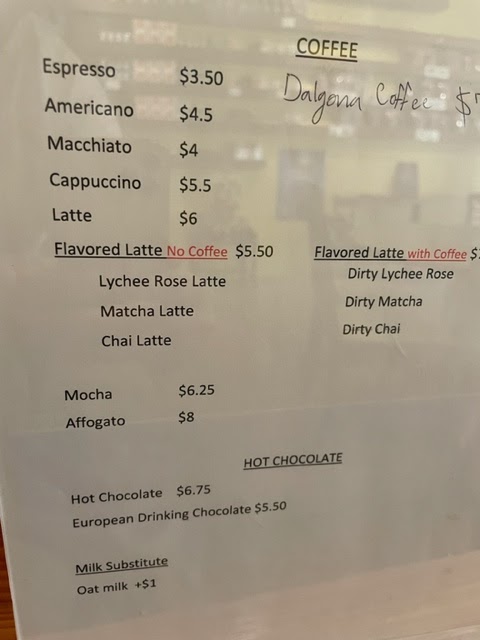 COFFEE
Espresso $3.50
Dalgona Coffee $
Americano $4.5
Macchiato $4
Cappuccino $5.5
Latte $6
Flavored Latte No Coffee $5.50
Lychee Rose Latte
Matcha Latte
Chai Latte
Flavored Latte with Coffee $
Dirty Lychee Rose
Dirty Matcha
Dirty Chai
Mocha $6.25
Affogato $8
HOT CHOCOLATE
Hot Chocolate $6.75
European Drinking Chocolate $5.50
Milk Substitute
Oat milk +$1